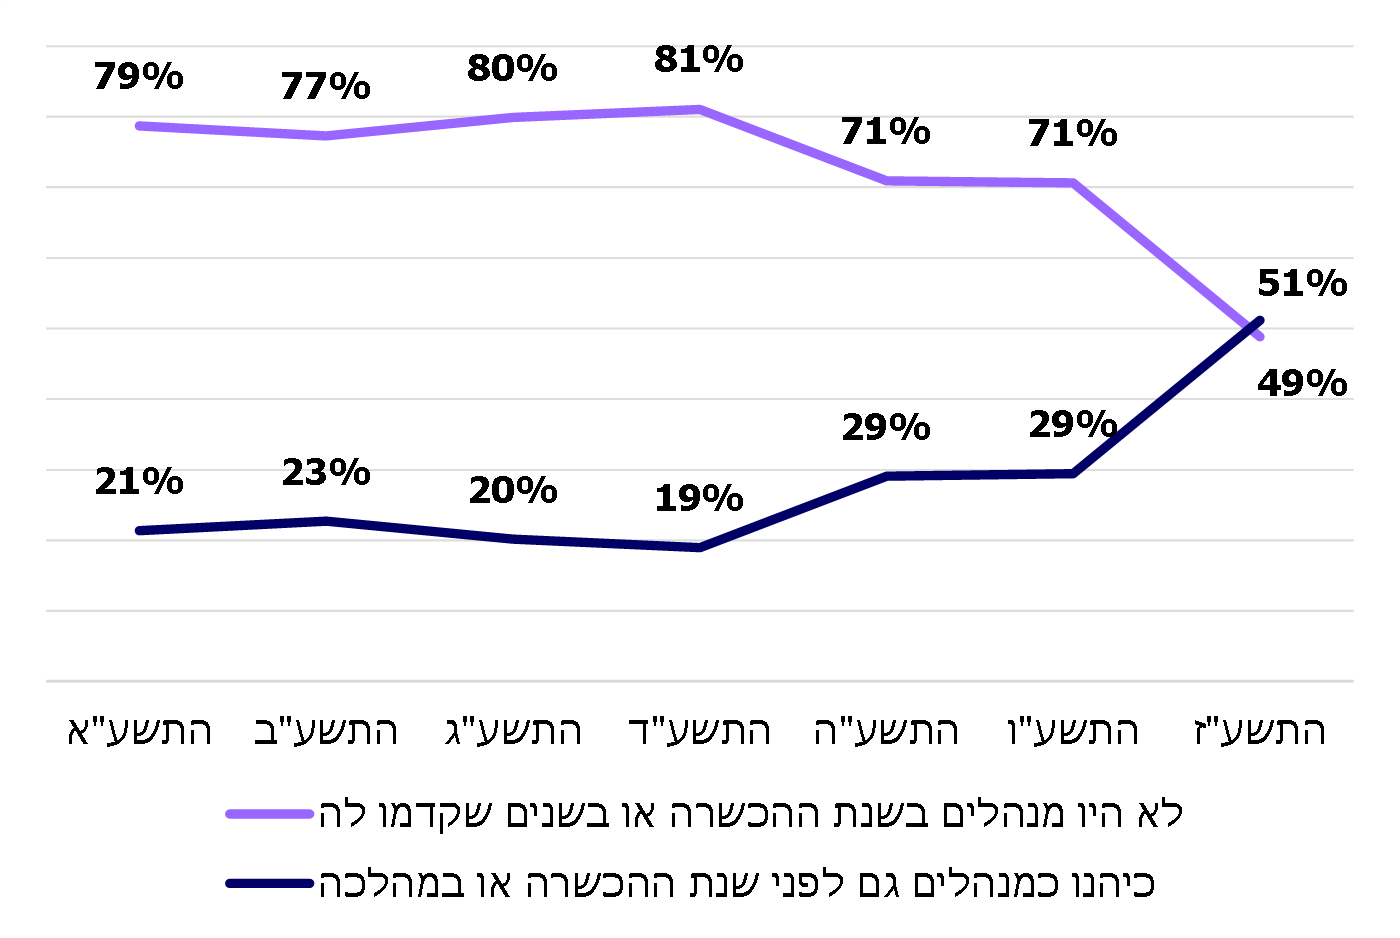 79% 77% 80% 81% 71% 71% 51%
49%
21% 23% 20% 19% 29% 29%
התשע"א התשע"ב התשע"ג התשע"ד התשע"ה התשע"ו התשע"ז
לא היו מנהלים בשנת ההכשרה או בשנים שקדמו לה
כיהנו כמנהלים גם לפני שנת ההכשרה או במהלכה